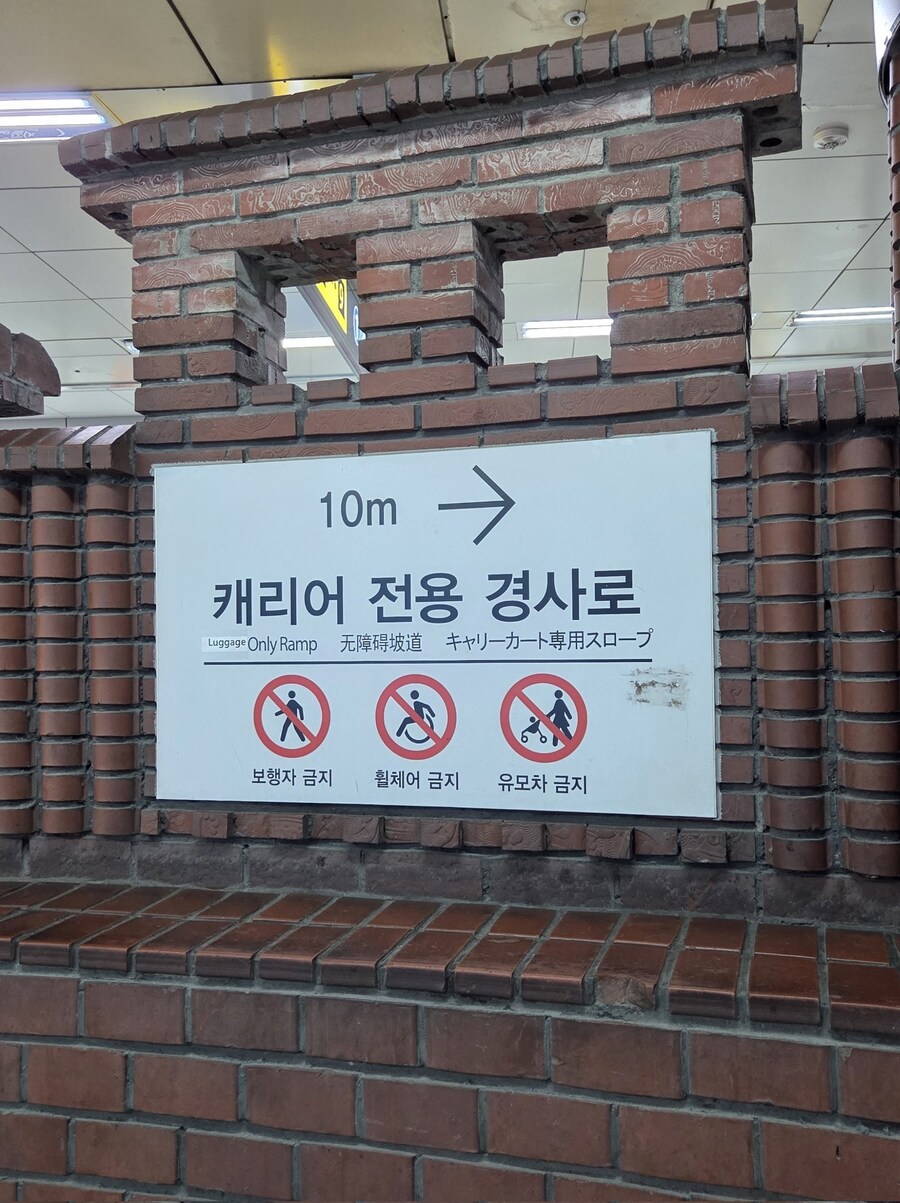 10m →
캐리어 전용 경사로
Luggage Only Ramp 无障碍坡道 キャリーカート専用スロープ
보행자 금지 휠체어 금지 유모차 금지